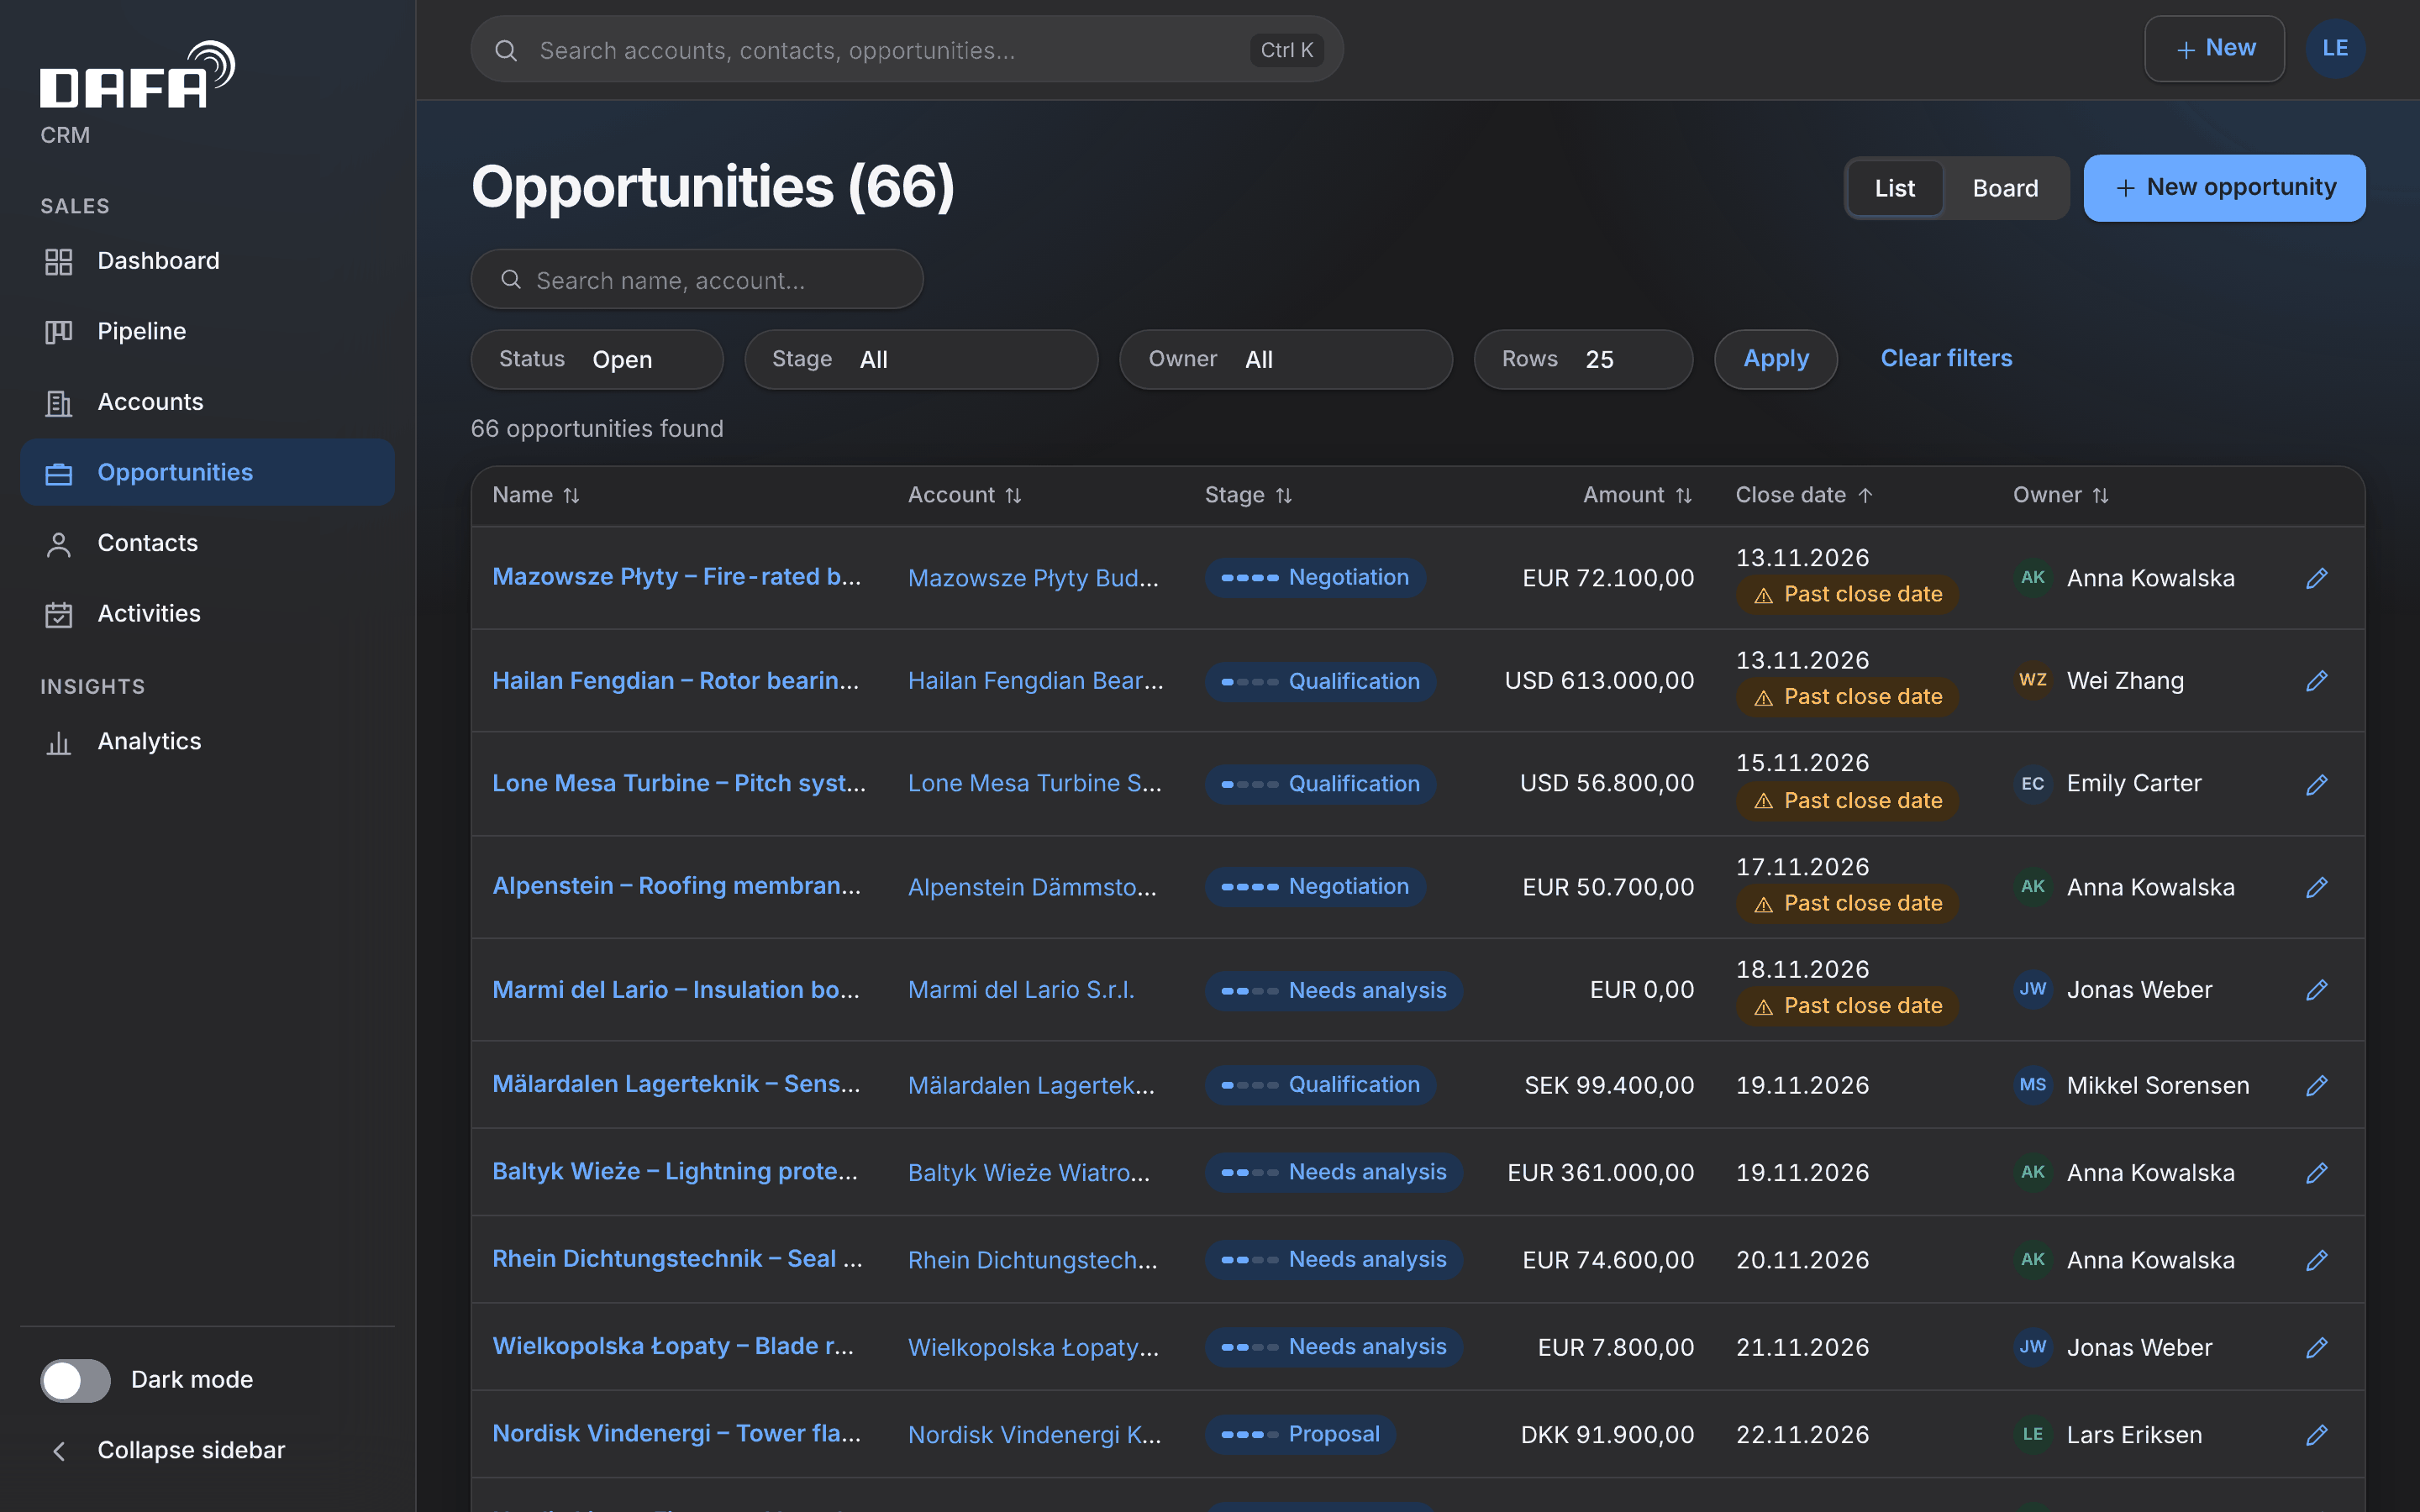 DAFA
CRM
Search accounts, contacts, opportunities...
Ctrl K
+ New
LE
SALES
Dashboard
Pipeline
Accounts
Opportunities
Contacts
Activities
INSIGHTS
Analytics
Dark mode
Collapse sidebar
Opportunities (66)
List
Board
+ New opportunity
Search name, account...
Status Open
Stage All
Owner All
Rows 25
Apply
Clear filters
66 opportunities found
Name Account Stage Amount Close date Owner
Mazowsze Płyty – Fire-rated b... Mazowsze Płyty Bud... Negotiation EUR 72.100,00 13.11.2026 AK Anna Kowalska
Past close date
Hailan Fengdian – Rotor bearin... Hailan Fengdian Bear... Qualification USD 613.000,00 13.11.2026 WZ Wei Zhang
Past close date
Lone Mesa Turbine – Pitch syst... Lone Mesa Turbine S... Qualification USD 56.800,00 15.11.2026 EC Emily Carter
Past close date
Alpenstein – Roofing membran... Alpenstein Dämmsto... Negotiation EUR 50.700,00 17.11.2026 AK Anna Kowalska
Past close date
Marmi del Lario – Insulation bo... Marmi del Lario S.r.l. Needs analysis EUR 0,00 18.11.2026 JW Jonas Weber
Past close date
Mälardalen Lagerteknik – Sens... Mälardalen Lagertek... Qualification SEK 99.400,00 19.11.2026 MS Mikkel Sorensen
Baltyk Wieże – Lightning prote... Baltyk Wieże Wiatro... Needs analysis EUR 361.000,00 19.11.2026 AK Anna Kowalska
Rhein Dichtungstechnik – Seal ... Rhein Dichtungstech... Needs analysis EUR 74.600,00 20.11.2026 AK Anna Kowalska
Wielkopolska Łopaty – Blade r... Wielkopolska Łopaty... Needs analysis EUR 7.800,00 21.11.2026 JW Jonas Weber
Nordisk Vindenergi – Tower fla... Nordisk Vindenergi K... Proposal DKK 91.900,00 22.11.2026 LE Lars Eriksen